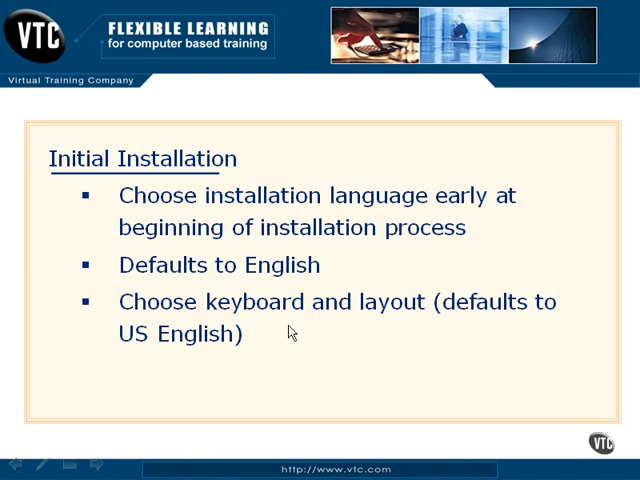 VTC
FLEXIBLE LEARNING
for computer based training
Virtual Training Company
Initial Installation
▪ Choose installation language early at
beginning of installation process
▪ Defaults to English
▪ Choose keyboard and layout (defaults to
US English)
VTC
http://www.vtc.com